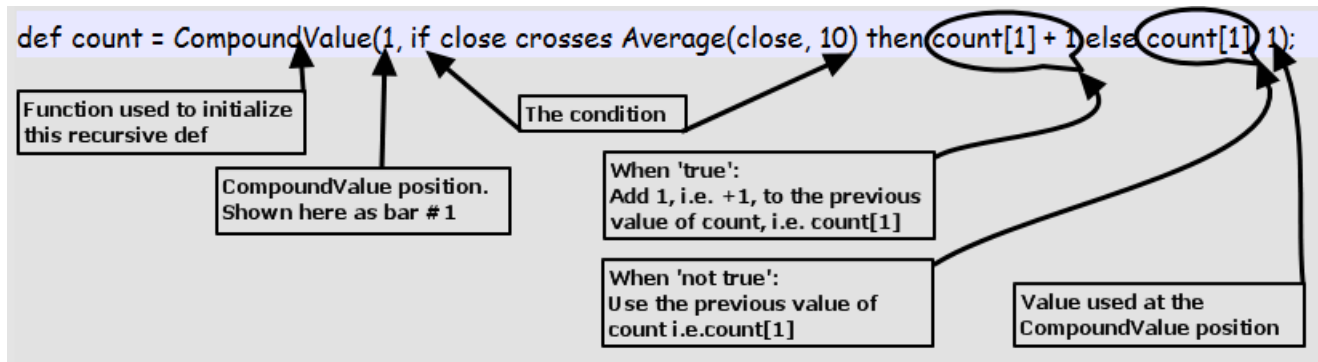 def count = CompoundValue(1, if close crosses Average(close, 10) then count[1] + 1 else count[1], 1);
Function used to initialize
this recursive def
The condition
CompoundValue position.
Shown here as bar #1
When 'true':
Add 1, i.e. +1, to the previous
value of count, i.e. count[1]
When 'not true':
Use the previous value of
count i.e.count[1]
Value used at the
CompoundValue position